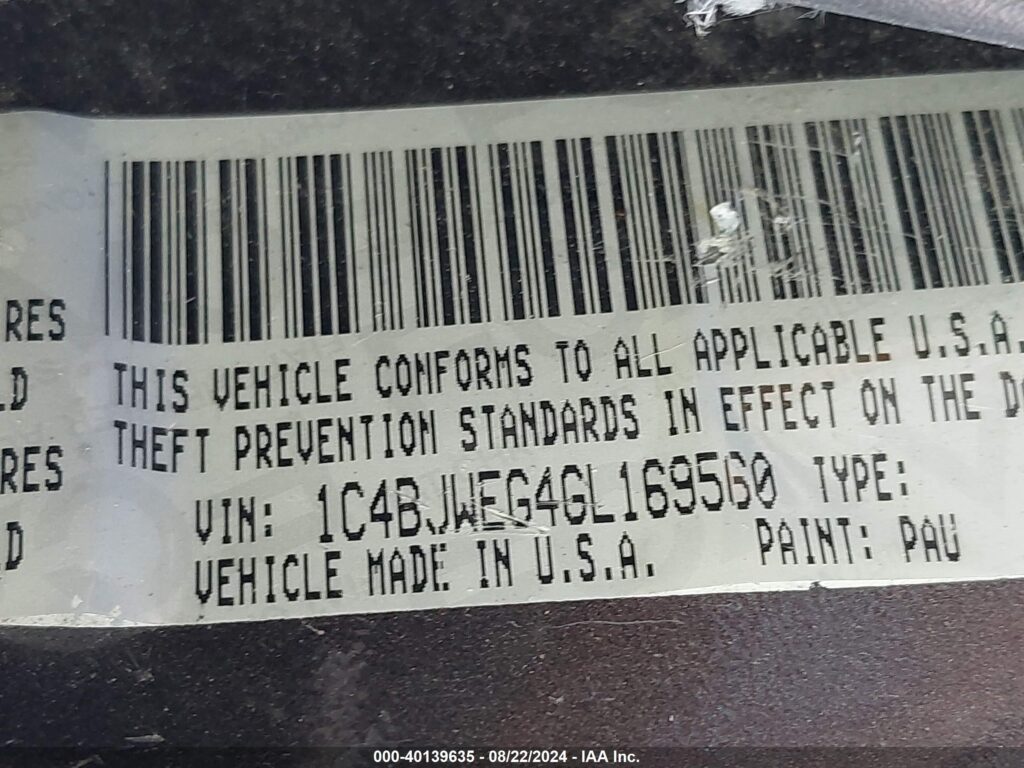 RES
LD
RES
D
THIS VEHICLE CONFORMS TO ALL APPLICABLE U.S.A.
THEFT PREVENTION STANDARDS IN EFFECT ON THE D
VIN: 1C4BJWEG4GL169560 TYPE:
VEHICLE MADE IN U.S.A. PAINT: PAU
000-40139635 - 08/22/2024 - IAA Inc.